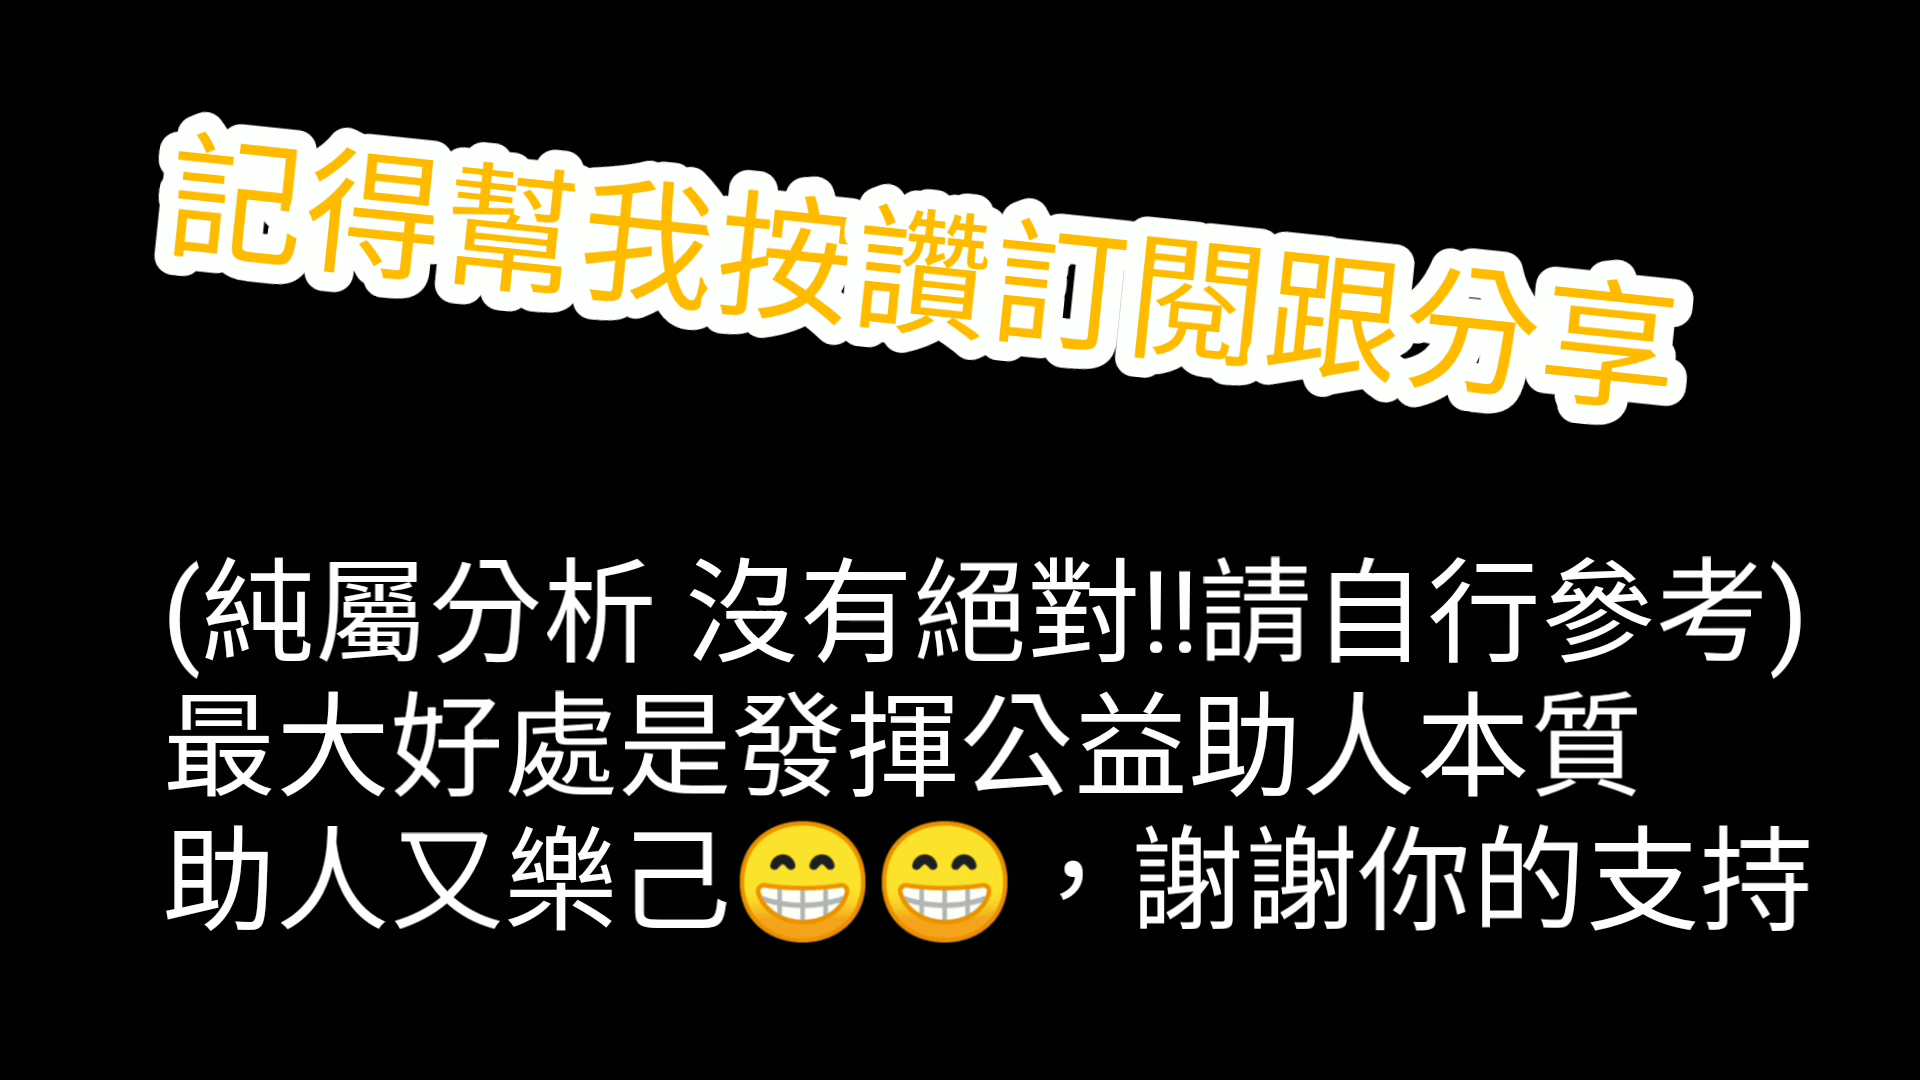 記得幫我按讚訂閱跟分享
(純屬分析 沒有絕對!!請自行參考)
最大好處是發揮公益助人本質
助人又樂己😁😁，謝謝你的支持